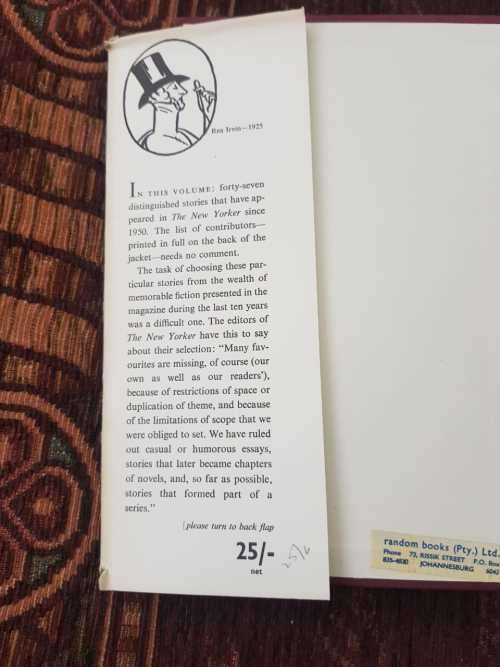 Rea Irvin—1925
IN THIS VOLUME: forty-seven
distinguished stories that have ap-
peared in The New Yorker since
1950. The list of contributors—
printed in full on the back of the
jacket—needs no comment.
The task of choosing these par-
ticular stories from the wealth of
memorable fiction presented in the
magazine during the last ten years
was a difficult one. The editors of
The New Yorker have this to say
about their selection: “Many fav-
ourites are missing, of course (our
own as well as our readers’),
because of restrictions of space or
duplication of theme, and because
of the limitations of scope that we
were obliged to set. We have ruled
out casual or humorous essays,
stories that later became chapters
of novels, and, so far as possible,
stories that formed part of a
series.”
[please turn to back flap
25/-
net
random books (Pty.) Ltd.
Phone 73, RISSIK STREET P.O. Box
835-4630 JOHANNESBURG